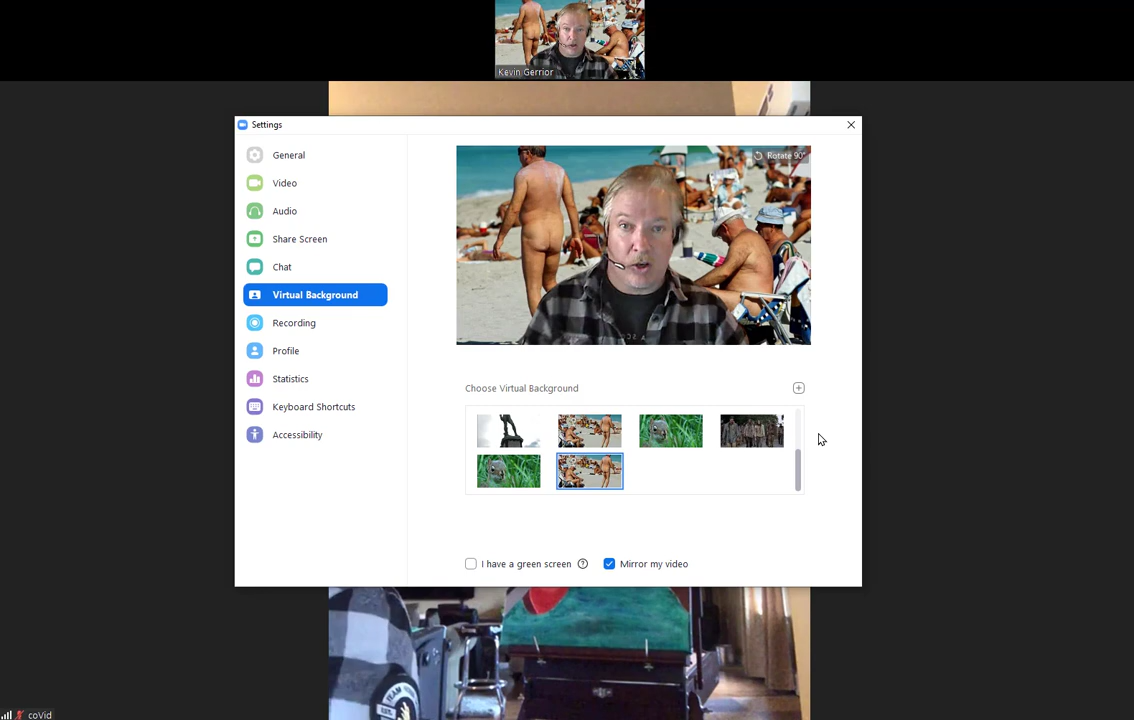 Kevin Gerrior
Settings
General
Video
Audio
Share Screen
Chat
Virtual Background
Recording
Profile
Statistics
Keyboard Shortcuts
Accessibility
Rotate 90°
Choose Virtual Background
I have a green screen
Mirror my video
TEAM
coVid